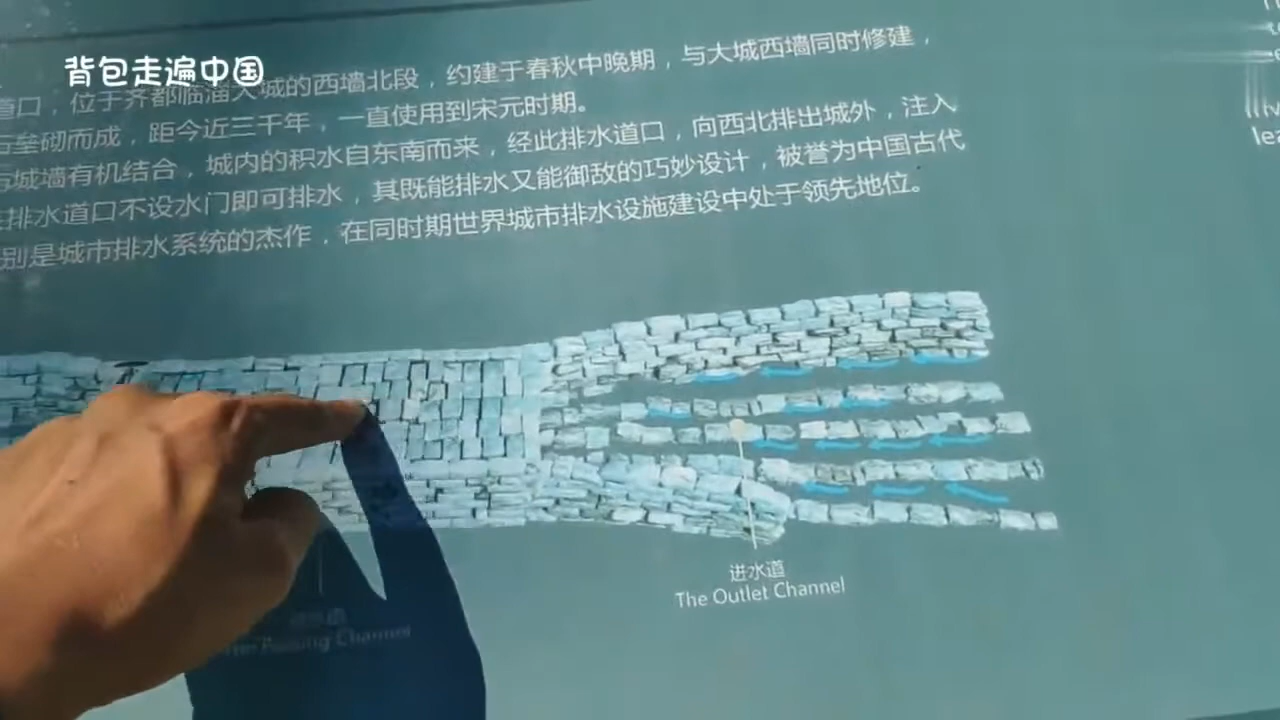 背包走遍中国
道口，位于齐都临淄大城的西墙北段，约建于春秋中晚期，与大城西墙同时修建，
石垒砌而成，距今近三千年，一直使用到宋元时期。
与城墙有机结合，城内的积水自东南而来，经此排水道口，向西北排出城外，注入
排水道口不设水门即可排水，其既能排水又能御敌的巧妙设计，被誉为中国古代
别是城市排水系统的杰作，在同时期世界城市排水设施建设中处于领先地位。
进水道
The Outlet Channel
过水道
The Passing Channel